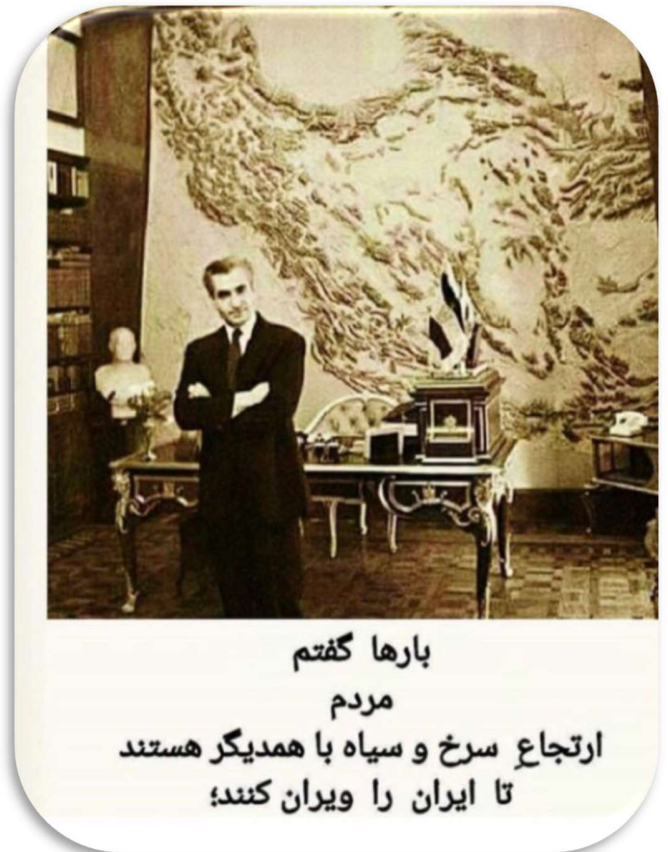 بارها گفتم
مردم
ارتجاعِ سرخ و سیاه با همدیگر هستند
تا ایران را ویران کنند؛